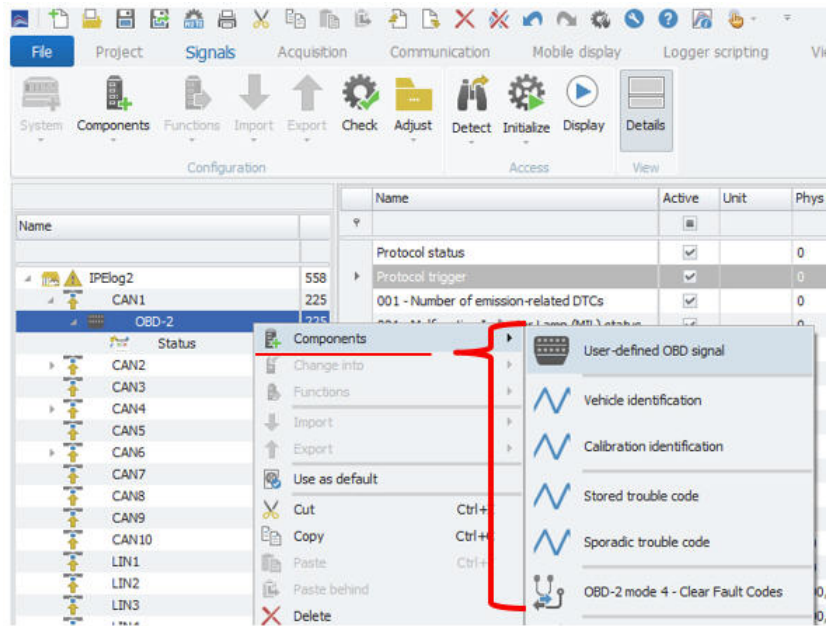 File Project Signals Acquisition Communication Mobile display Logger scripting
System Components Functions Import Export Check Adjust Detect Initialize Display Details
Configuration Access View
Name Active Unit Phys
Name
Protocol status 0
IPElog2 558 Protocol trigger 0
CAN1 225 001 - Number of emission-related DTCs 0
OBD-2 225
Status
Components
Change into
Functions
Import
Export
Use as default
Cut
Copy
Paste
Paste behind
Delete
User-defined OBD signal
Vehicle identification
Calibration identification
Stored trouble code
Sporadic trouble code
OBD-2 mode 4 - Clear Fault Codes
CAN2
CAN3
CAN4
CAN5
CAN6
CAN7
CAN8
CAN9
CAN10
LIN1
LIN2
LIN3